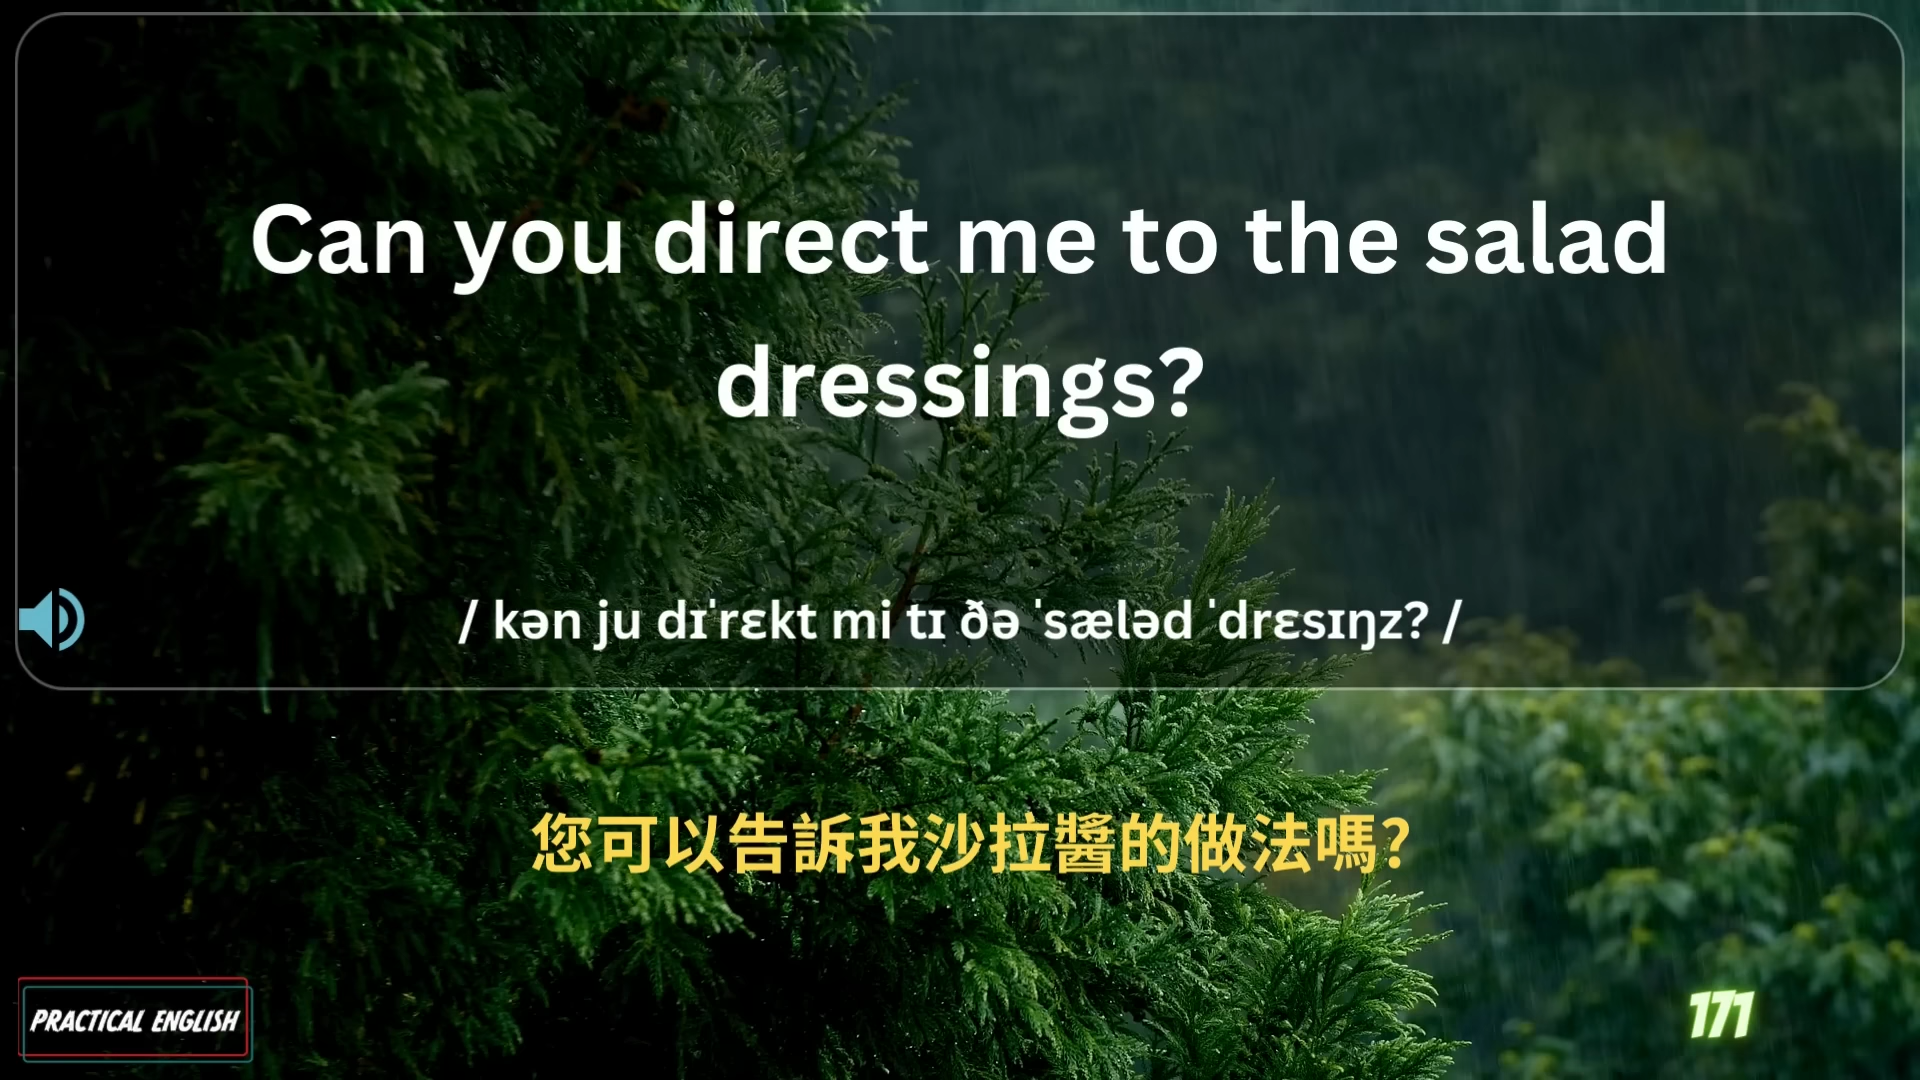 Can you direct me to the salad
dressings?
/ kən ju dɪˈrɛkt mi tɪ ðə ˈsæləd ˈdrɛsɪŋz? /
您可以告訴我沙拉醬的做法嗎?
PRACTICAL ENGLISH
171